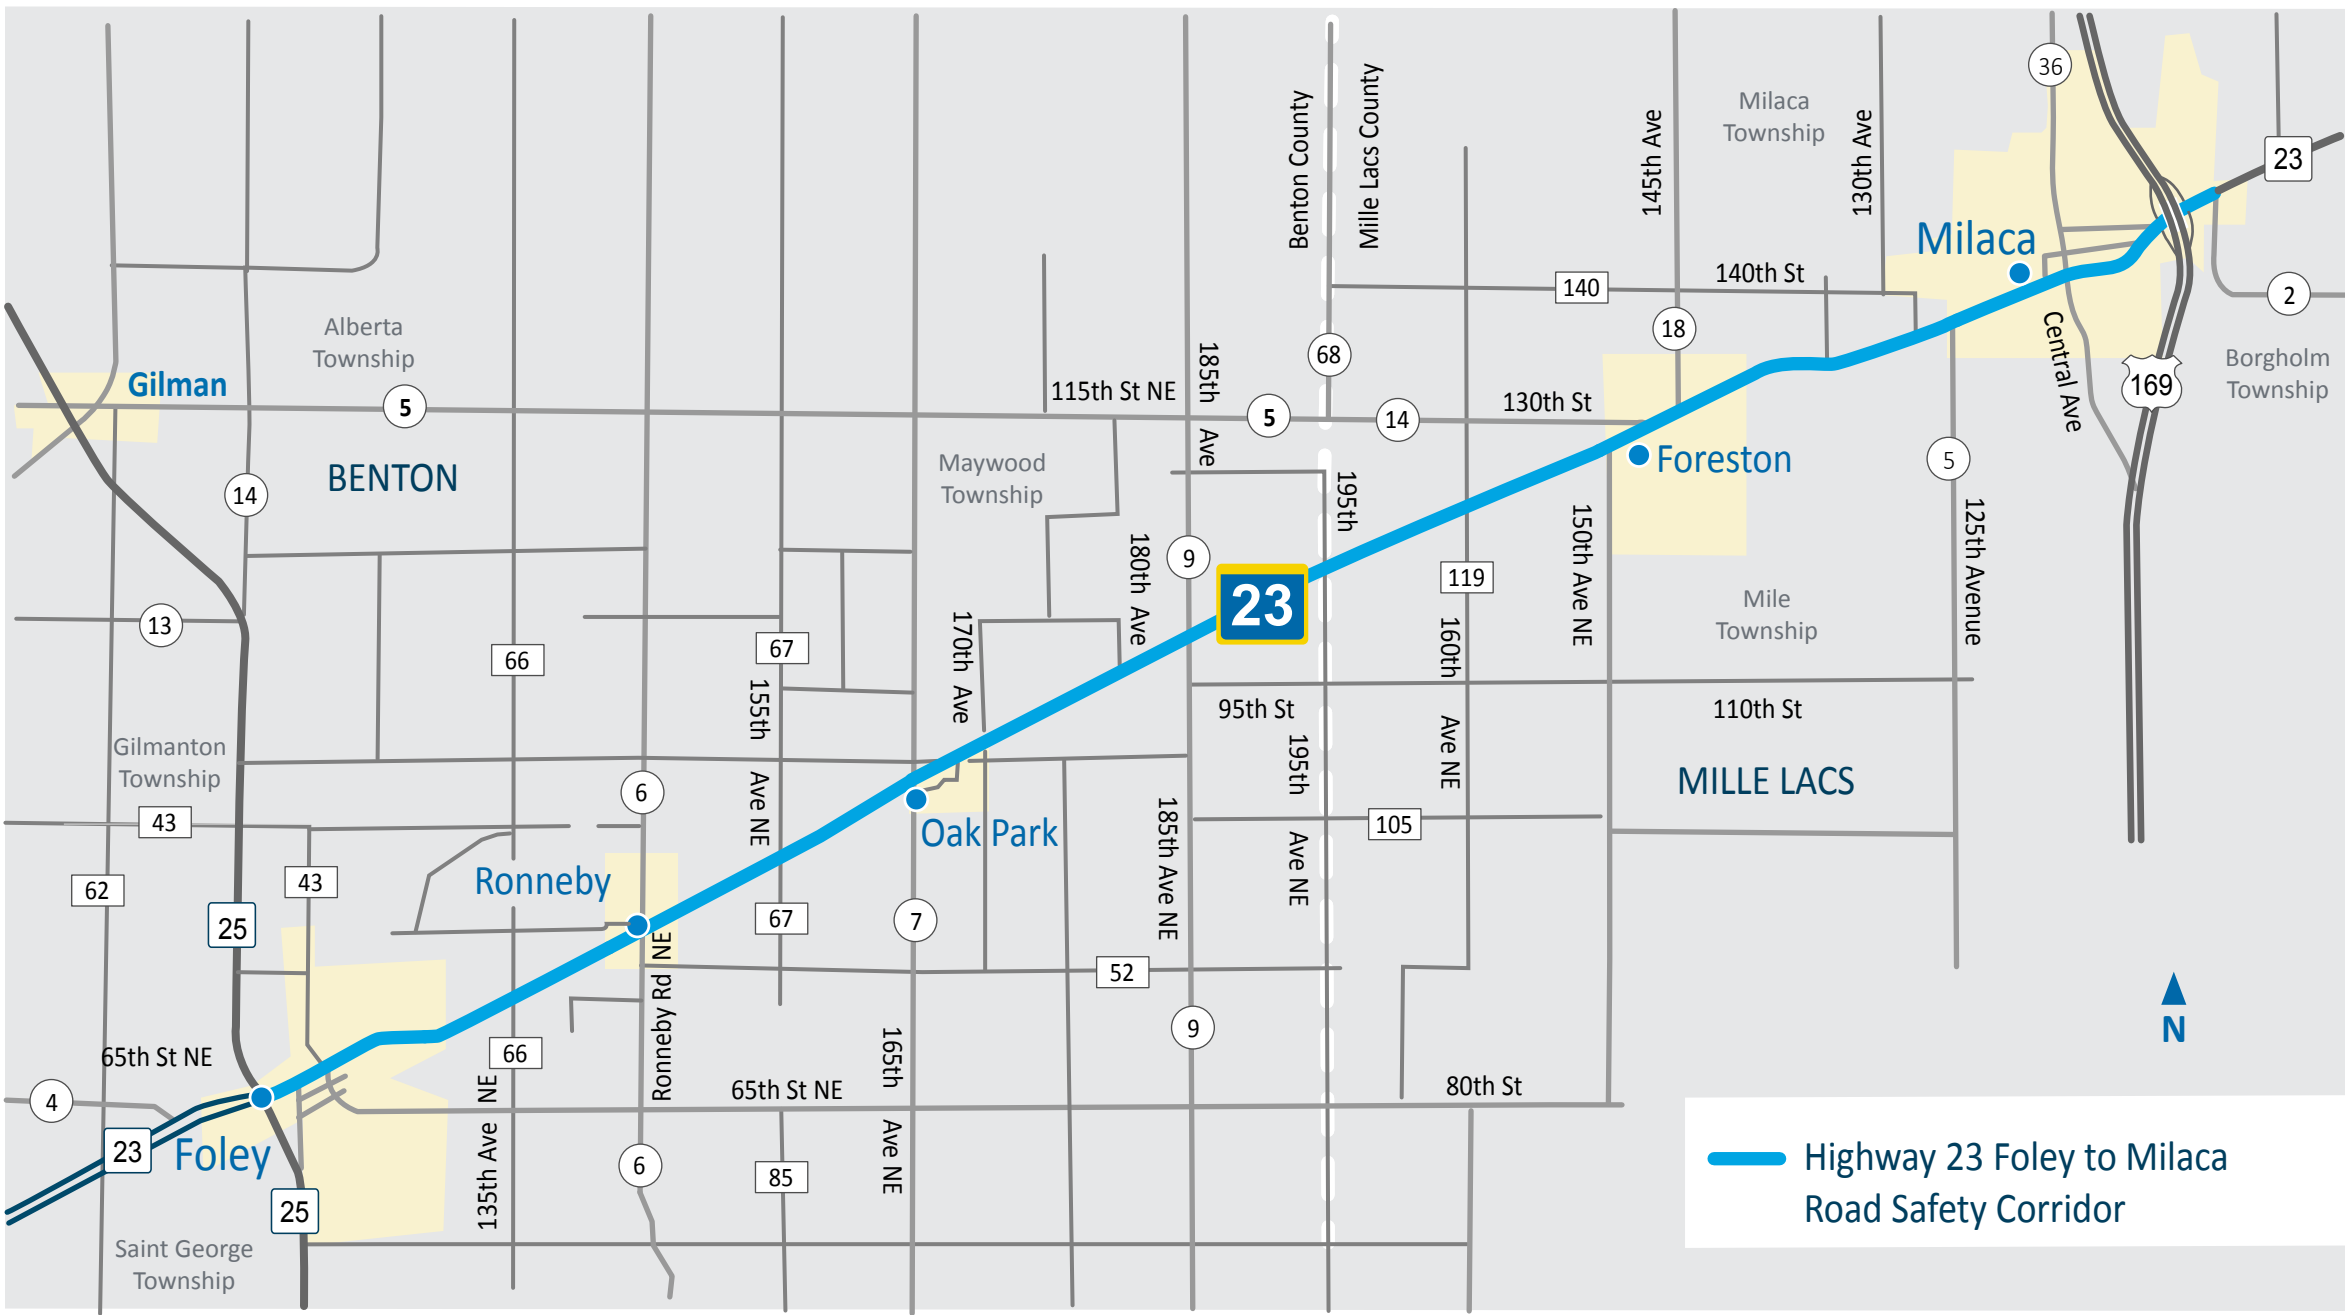 36
Milaca
Township
145th Ave
130th Ave
Benton County
Mille Lacs County
23
Milaca
140
140th St
2
Alberta
Township
18
Central Ave
185th
Ave
68
Borgholm
Township
Gilman
5
115th St NE
5
14
130th St
169
BENTON
14
Maywood
Township
195th
Foreston
5
150th Ave NE
125th Avenue
180th Ave
9
119
23
13
Mile
Township
170th Ave
160th
Ave NE
66
67
155th
Ave NE
95th St
110th St
Gilmanton
Township
195th
Ave NE
MILLE LACS
6
43
185th Ave NE
105
Oak Park
Ronneby
62
43
25
67
7
52
Ronneby Rd NE
9
N
65th St NE
66
165th
Ave NE
4
65th St NE
80th St
135th Ave NE
23
Foley
6
85
25
Highway 23 Foley to Milaca
Road Safety Corridor
Saint George
Township